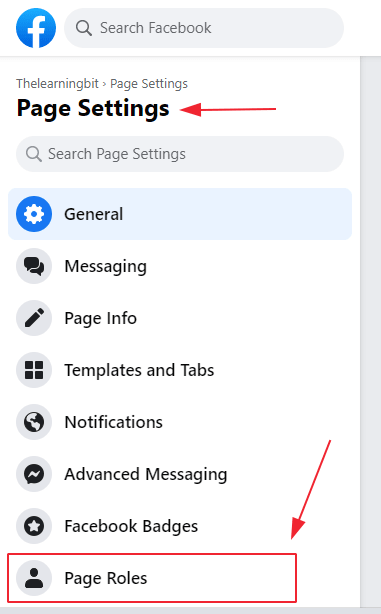 Search Facebook
Thelearningbit › Page Settings
Page Settings
Search Page Settings
General
Messaging
Page Info
Templates and Tabs
Notifications
Advanced Messaging
Facebook Badges
Page Roles